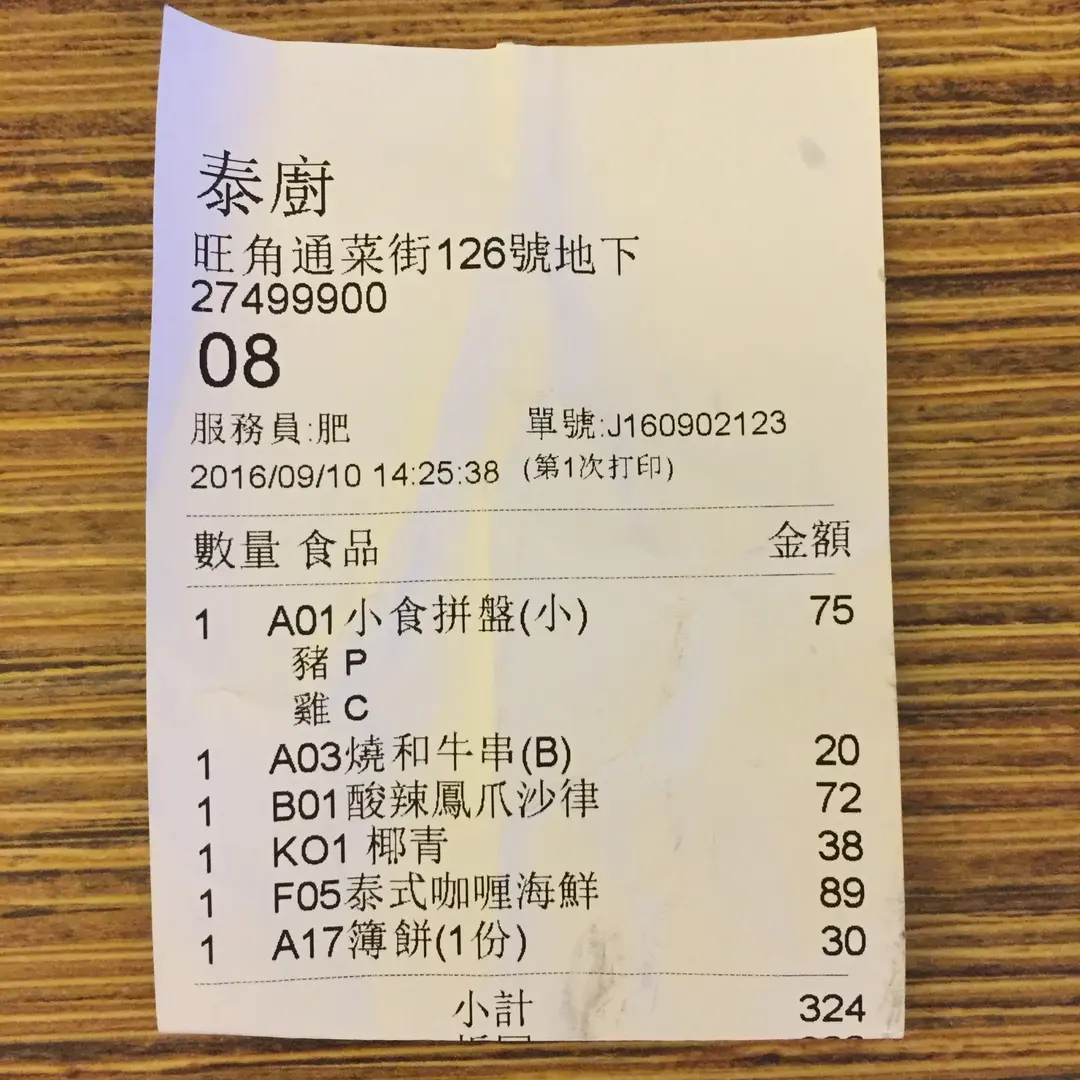 泰廚
旺角通菜街126號地下
27499900
08
服務員:肥 單號:J160902123
2016/09/10 14:25:38 (第1次打印)
數量 食品 金額
1 A01小食拼盤(小) 75
豬 P
雞 C
1 A03燒和牛串(B) 20
1 B01酸辣鳳爪沙律 72
1 KO1 椰青 38
1 F05泰式咖喱海鮮 89
1 A17簿餅(1份) 30
小計 324